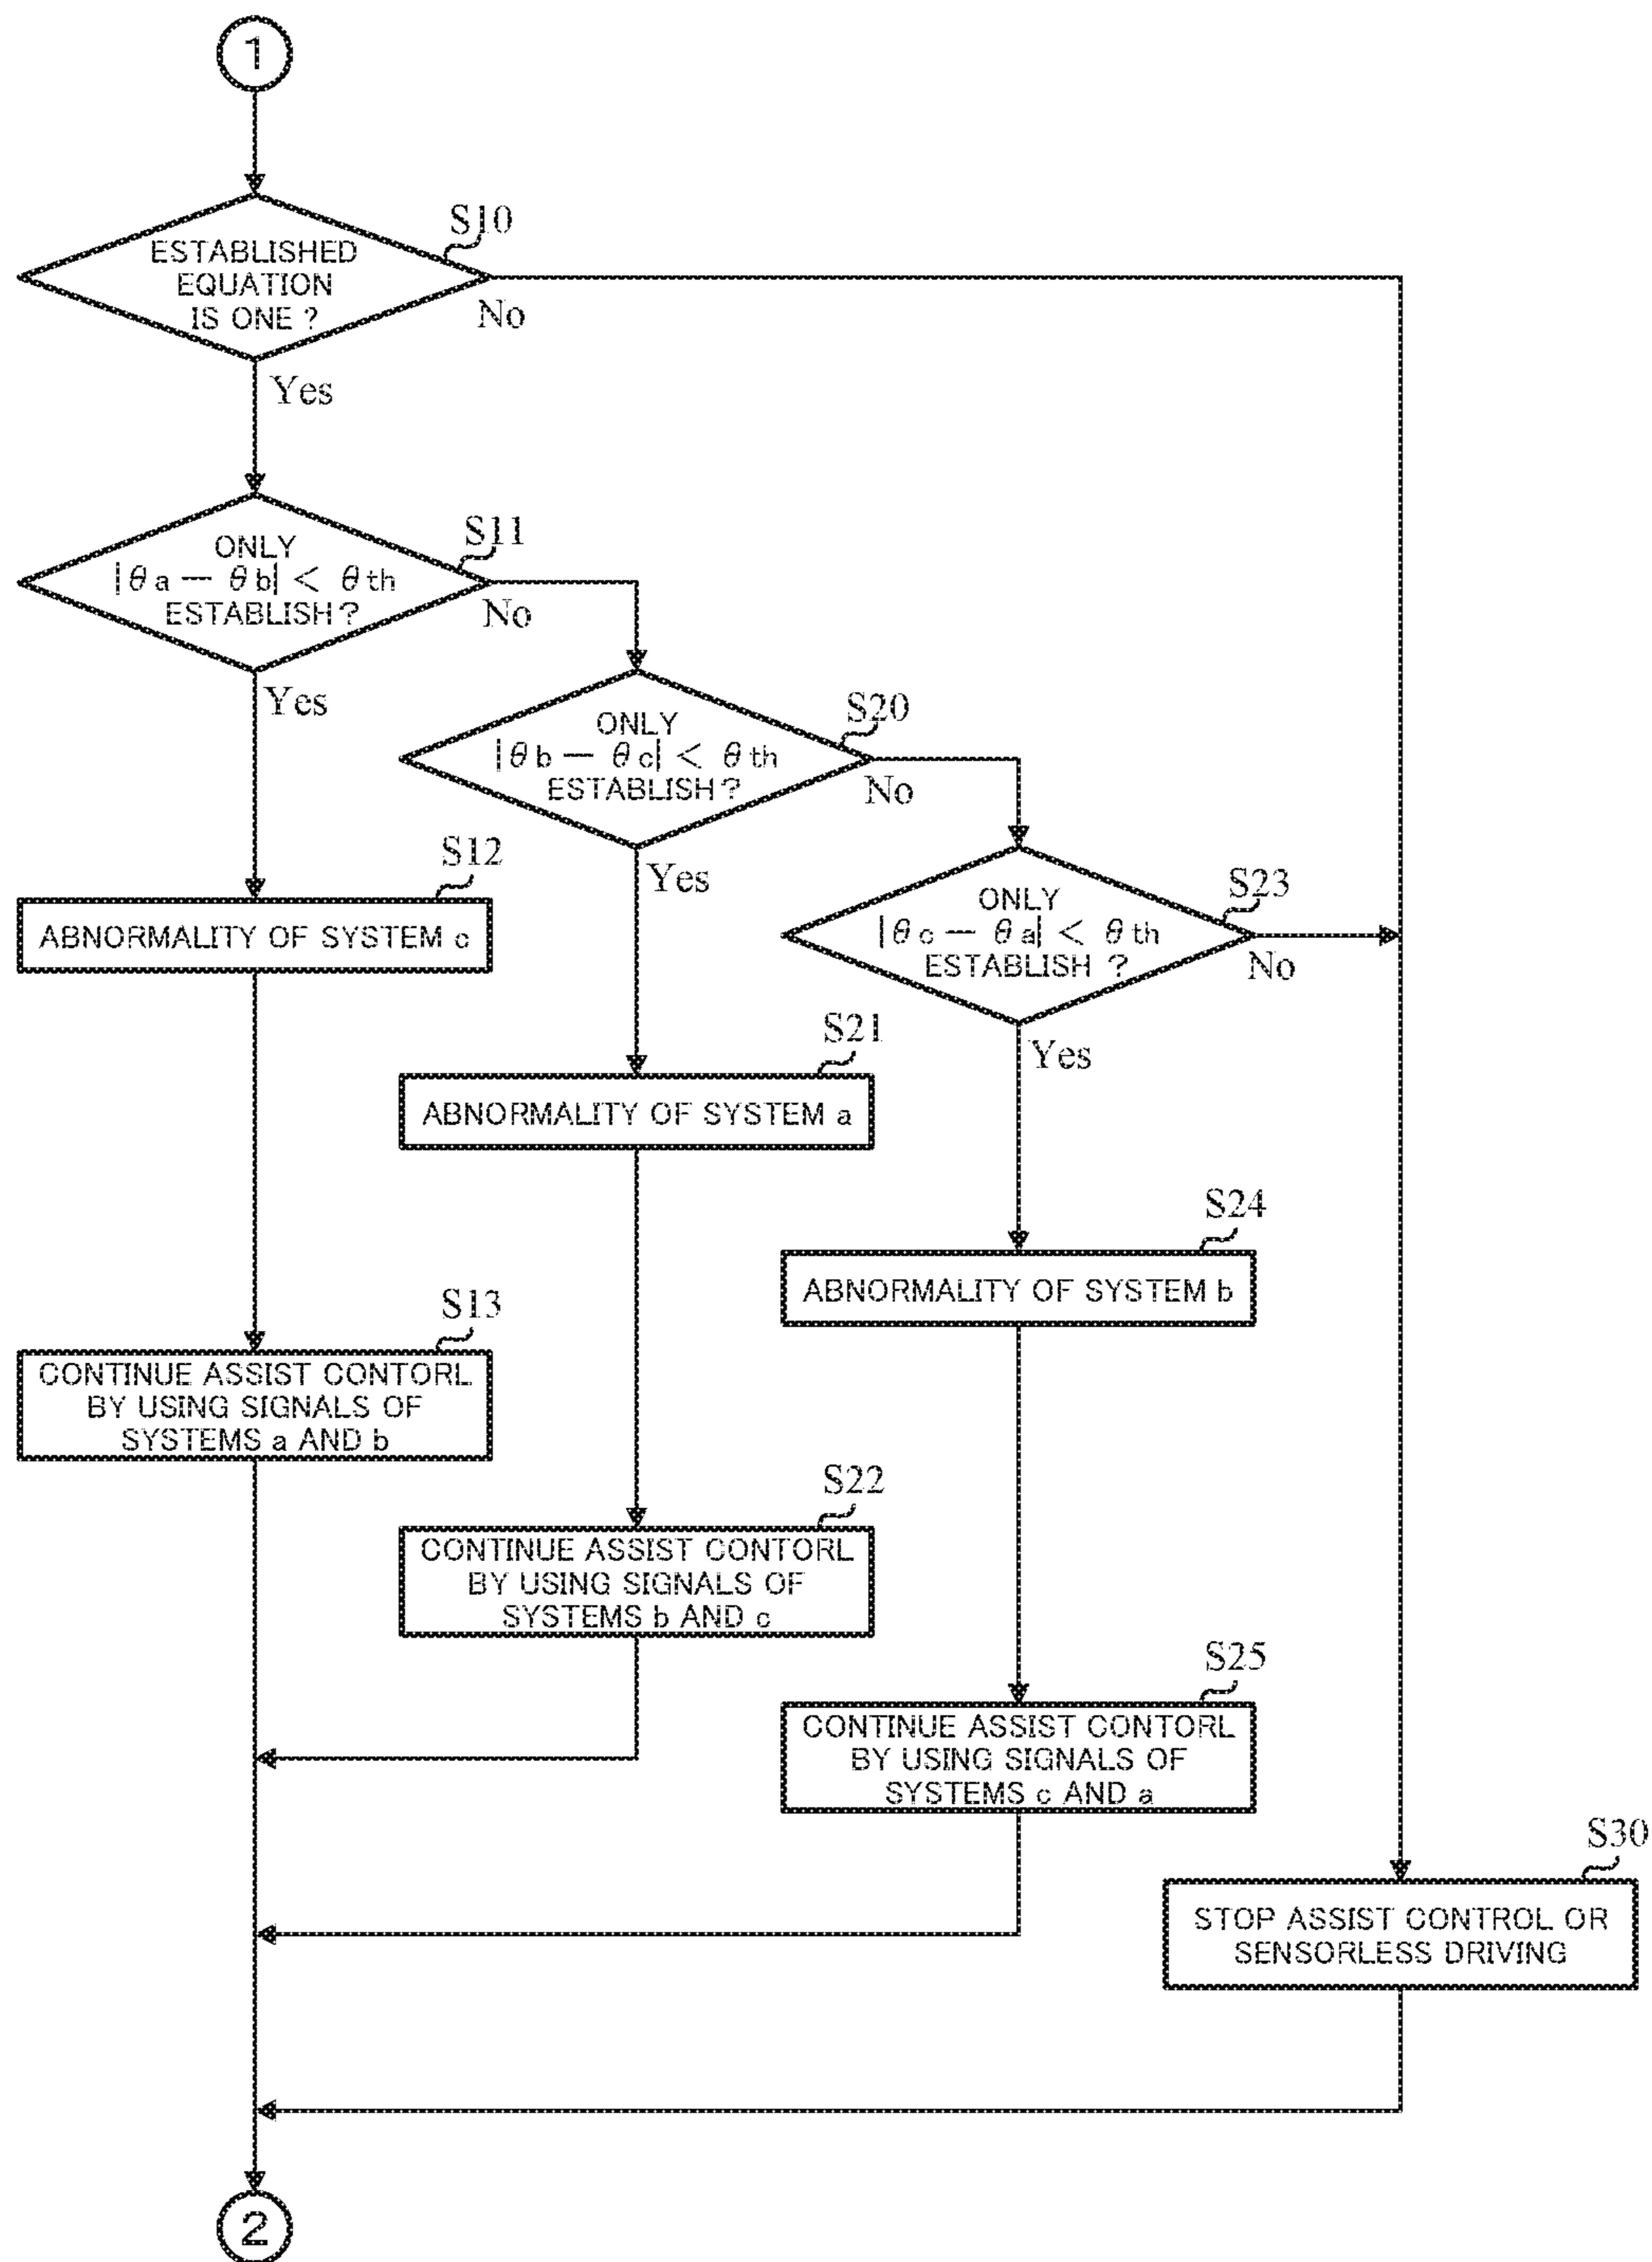 1
S10
ESTABLISHED
EQUATION
IS ONE ?
No
Yes
S11
ONLY
|θa − θb| < θth
ESTABLISH ?
No
Yes
S20
ONLY
|θb − θc| < θth
ESTABLISH ?
No
Yes
S23
ONLY
|θc − θa| < θth
ESTABLISH ?
No
Yes
S12
ABNORMALITY OF SYSTEM c
S21
ABNORMALITY OF SYSTEM a
S24
ABNORMALITY OF SYSTEM b
S13
CONTINUE ASSIST CONTORL
BY USING SIGNALS OF
SYSTEMS a AND b
S22
CONTINUE ASSIST CONTORL
BY USING SIGNALS OF
SYSTEMS b AND c
S25
CONTINUE ASSIST CONTORL
BY USING SIGNALS OF
SYSTEMS c AND a
S30
STOP ASSIST CONTROL OR
SENSORLESS DRIVING
2